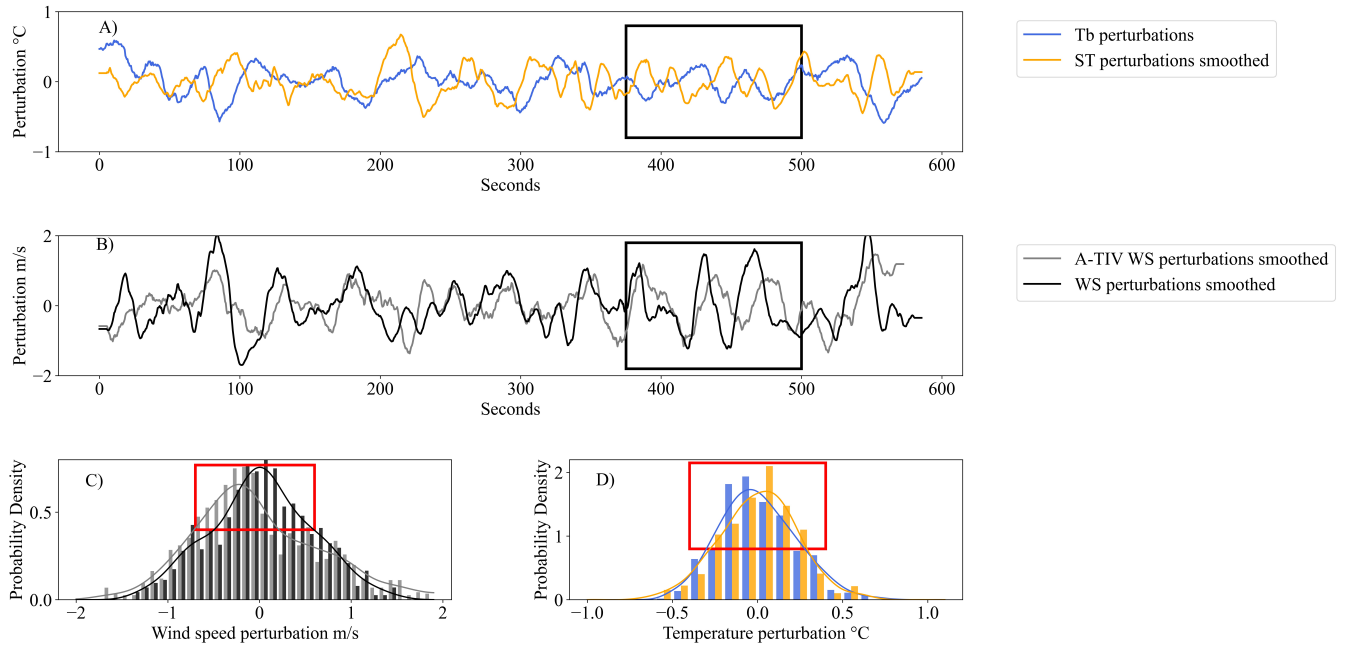 A)
Perturbation °C
1
0
−1
0 100 200 300 400 500 600
Seconds
Tb perturbations
ST perturbations smoothed
B)
Perturbation m/s
2
0
−2
0 100 200 300 400 500 600
Seconds
A-TIV WS perturbations smoothed
WS perturbations smoothed
C)
Probability Density
0.5
0.0
−2 −1 0 1 2
Wind speed perturbation m/s
D)
Probability Density
2
1
0
−1.0 −0.5 0.0 0.5 1.0
Temperature perturbation °C